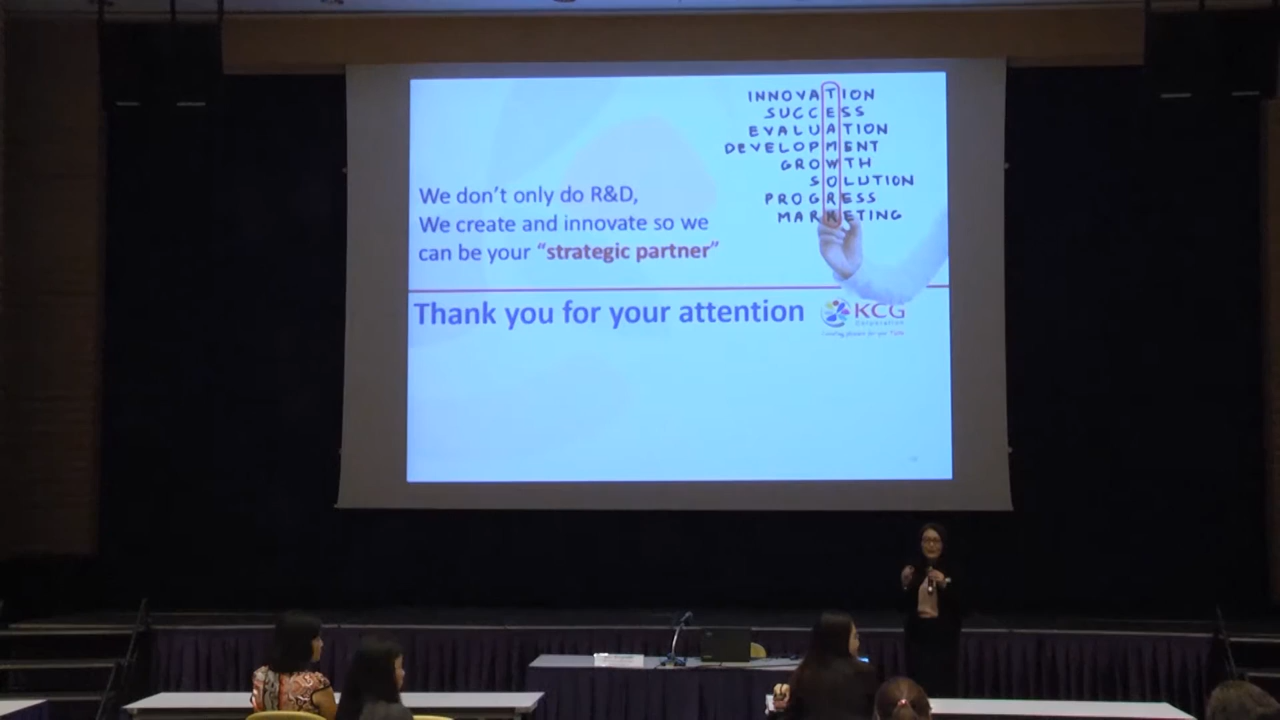 INNOVATION
SUCCESS
EVALUATION
DEVELOPMENT
GROWTH
SOLUTION
PROGRESS
MARKETING
We don't only do R&D,
We create and innovate so we
can be your “strategic partner”
Thank you for your attention
KCG
Corporation